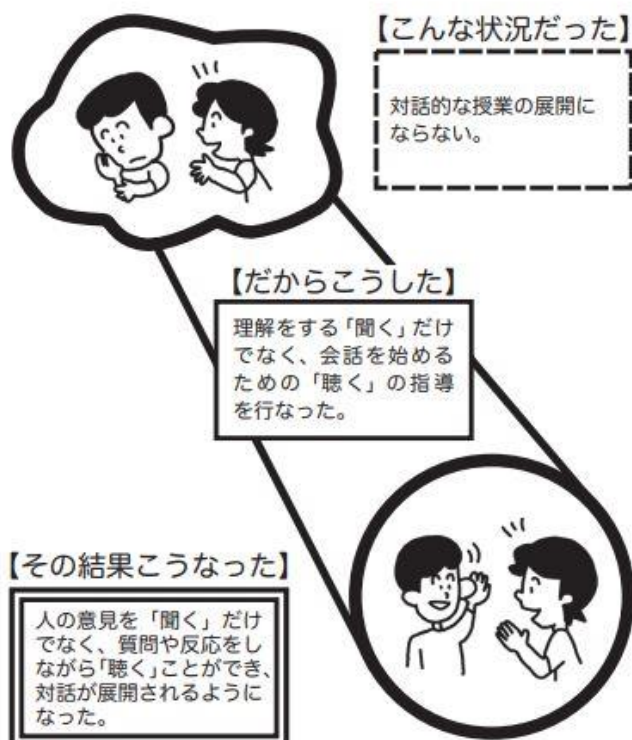 【こんな状況だった】
対話的な授業の展開に
ならない。
【だからこうした】
理解をする「聞く」だけ
でなく、会話を始める
ための「聴く」の指導
を行なった。
【その結果こうなった】
人の意見を「聞く」だけ
でなく、質問や反応をし
ながら「聴く」ことができ、
対話が展開されるように
なった。